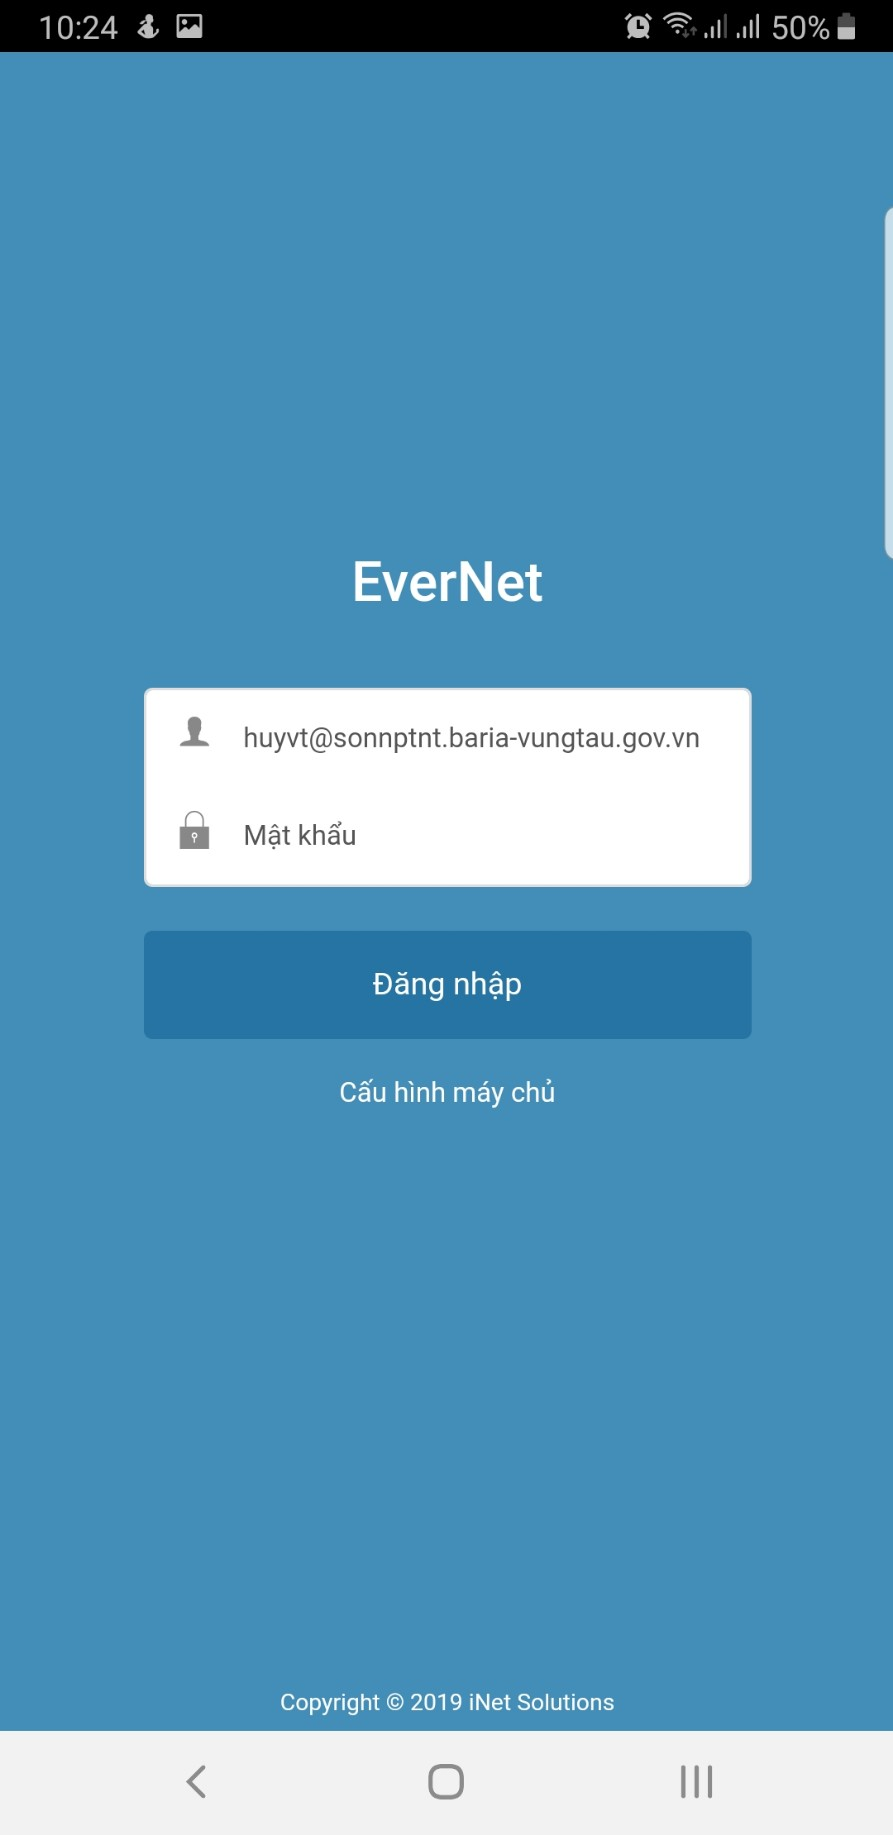 10:24 50%
EverNet
huyvt@sonnptnt.baria-vungtau.gov.vn
Mật khẩu
Đăng nhập
Cấu hình máy chủ
Copyright © 2019 iNet Solutions